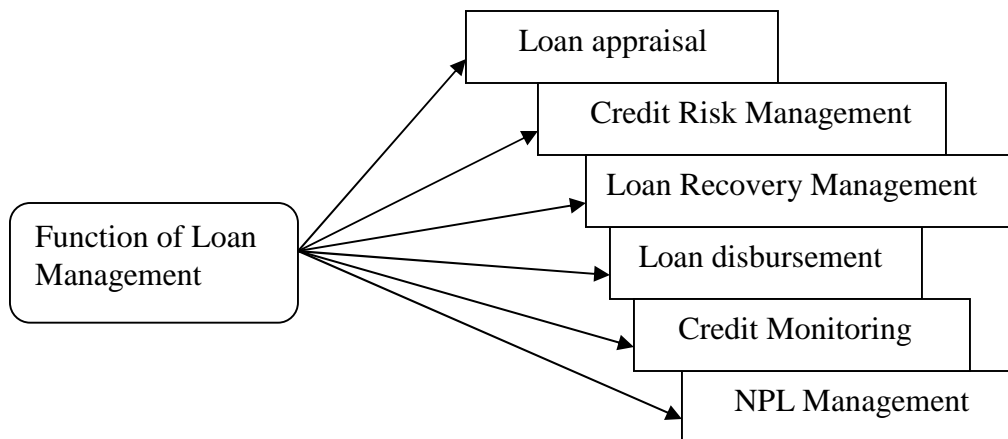 Loan appraisal
Credit Risk Management
Loan Recovery Management
Function of Loan
Management
Loan disbursement
Credit Monitoring
NPL Management